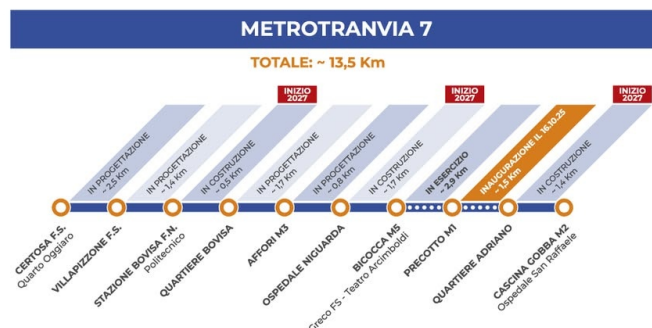 METROTRANVIA 7
TOTALE: ~ 13,5 Km
INIZIO
2027
INIZIO
2027
INIZIO
2027
IN PROGETTAZIONE
~ 2,5 Km
IN PROGETTAZIONE
~ 1,4 Km
IN COSTRUZIONE
~ 0,5 Km
IN PROGETTAZIONE
~ 1,7 Km
IN PROGETTAZIONE
~ 0,8 Km
IN COSTRUZIONE
~ 1,7 Km
IN ESERCIZIO
~ 2,9 Km
INAUGURAZIONE IL 16.10.25
~ 1,5 Km
IN COSTRUZIONE
~ 1,4 Km
CERTOSA F.S.
Quarto Oggiaro
VILLAPIZZONE F.S.
STAZIONE BOVISA F.N.
Politecnico
QUARTIERE BOVISA
AFFORI M3
OSPEDALE NIGUARDA
BICOCCA M5
Greco FS - Teatro Arcimboldi
PRECOTTO M1
QUARTIERE ADRIANO
CASCINA GOBBA M2
Ospedale San Raffaele